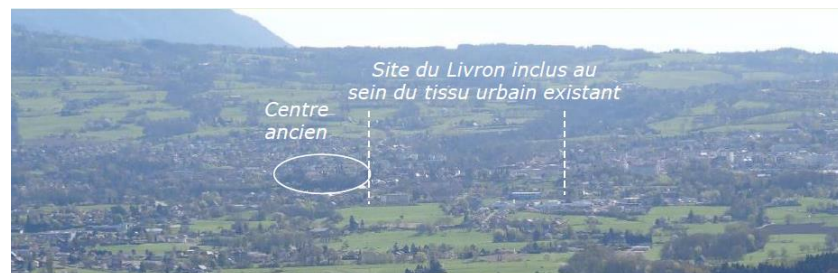 Site du Livron inclus au
sein du tissu urbain existant
Centre
ancien